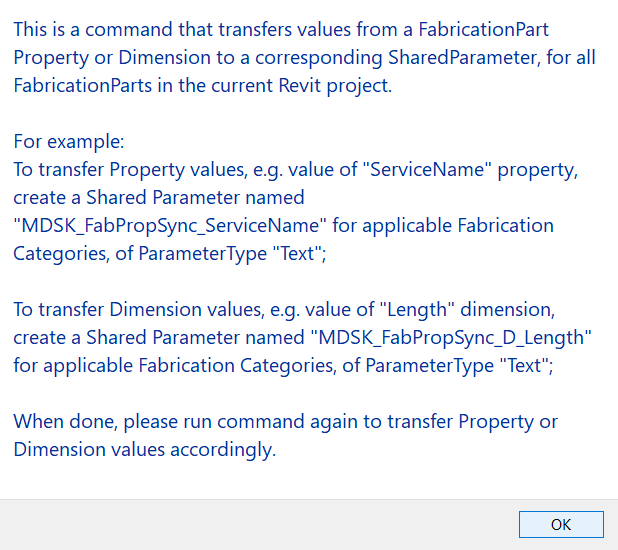 This is a command that transfers values from a FabricationPart
Property or Dimension to a corresponding SharedParameter, for all
FabricationParts in the current Revit project.
For example:
To transfer Property values, e.g. value of "ServiceName" property,
create a Shared Parameter named
"MDSK_FabPropSync_ServiceName" for applicable Fabrication
Categories, of ParameterType "Text";
To transfer Dimension values, e.g. value of "Length" dimension,
create a Shared Parameter named "MDSK_FabPropSync_D_Length"
for applicable Fabrication Categories, of ParameterType "Text";
When done, please run command again to transfer Property or
Dimension values accordingly.
OK